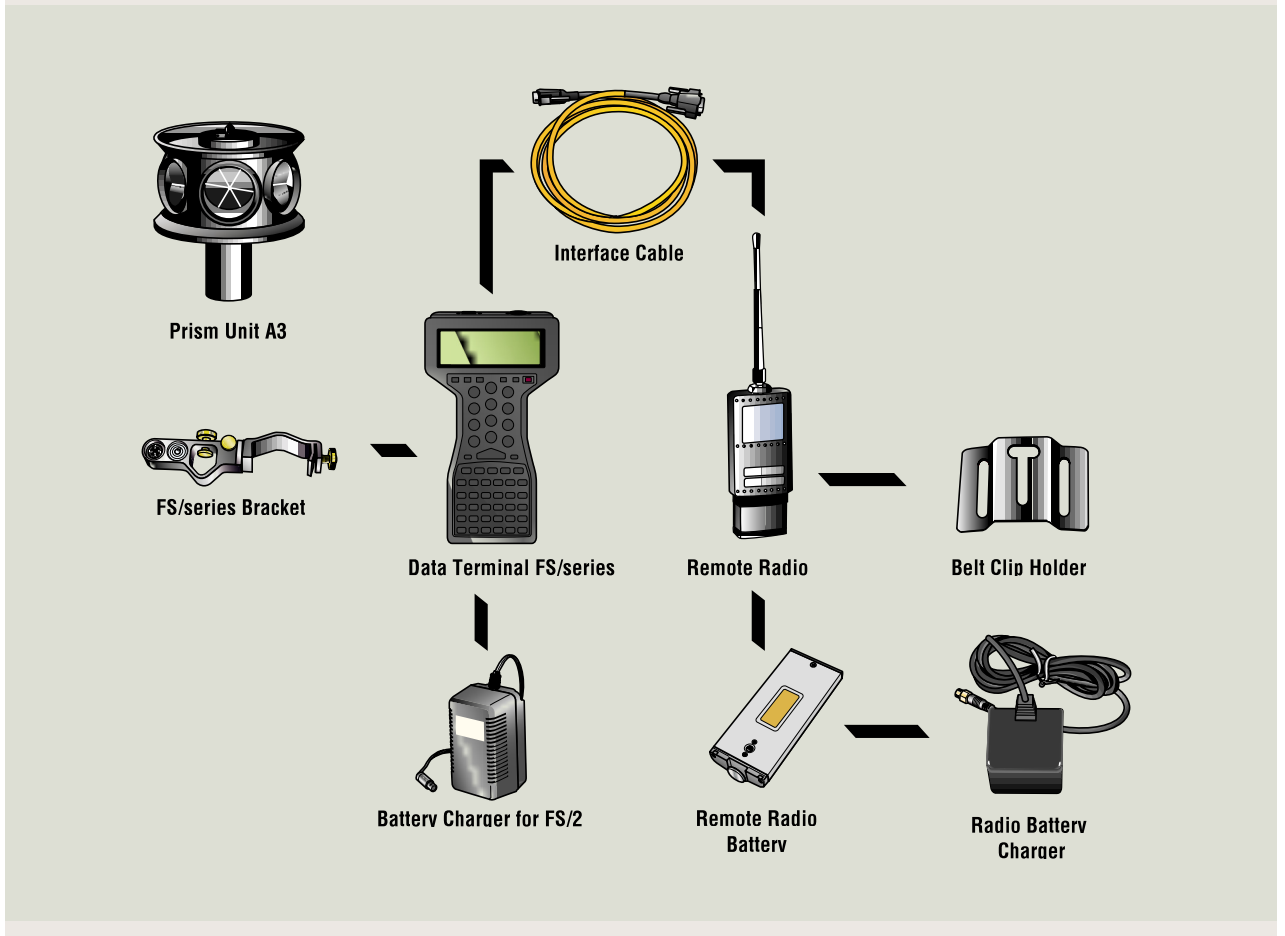 Interface Cable
Prism Unit A3
FS/series Bracket
Data Terminal FS/series
Remote Radio
Belt Clip Holder
Battery Charger for FS/2
Remote Radio
Battery
Radio Battery
Charger